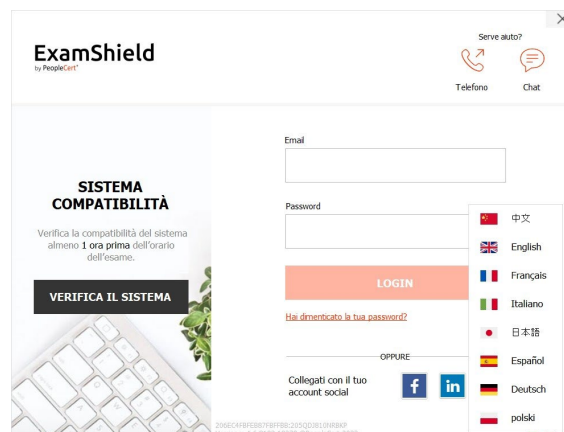 Serve aiuto?
ExamShield
by PeopleCert
Telefono
Chat
SISTEMA
COMPATIBILITÀ
Verifica la compatibilità del sistema
almeno 1 ora prima dell'orario
dell'esame.
VERIFICA IL SISTEMA
Email
Password
LOGIN
Hai dimenticato la tua password?
OPPURE
Collegati con il tuo
account social
f
in
中文
English
Français
Italiano
日本語
Español
Deutsch
polski